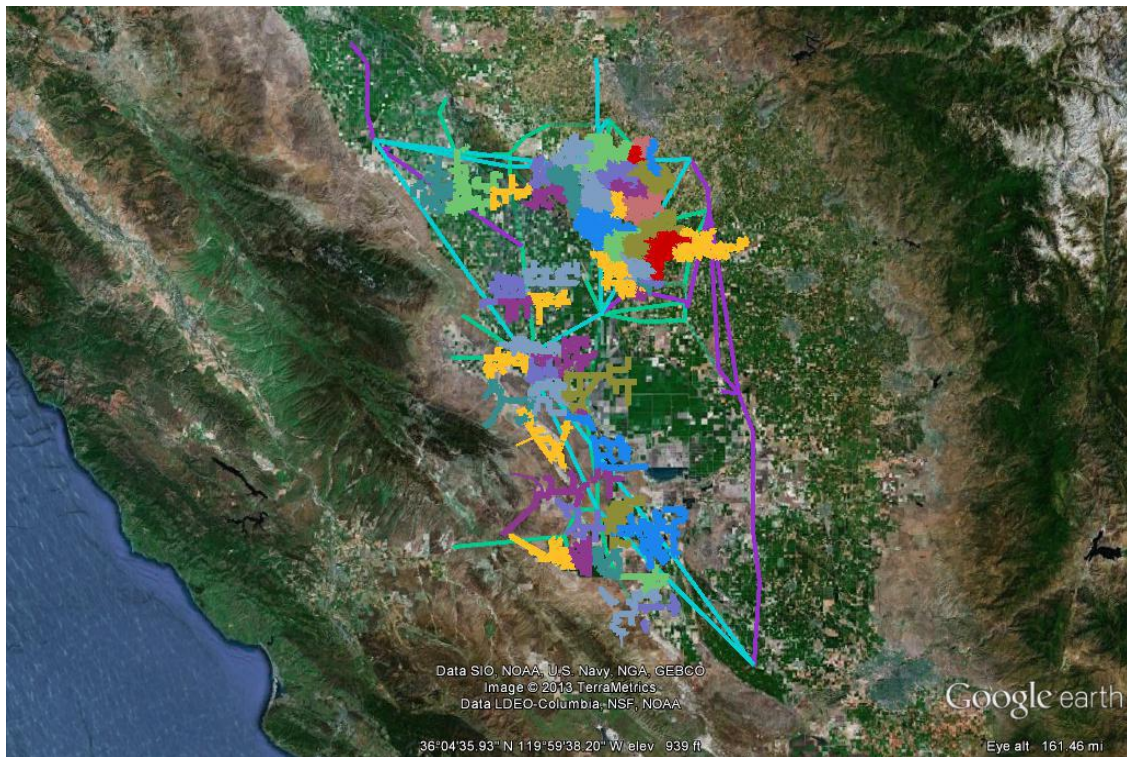 Data SIO, NOAA, U.S. Navy, NGA, GEBCO
Image © 2013 TerraMetrics
Data LDEO-Columbia, NSF, NOAA
Google earth
36°04'35.93" N 119°59'38.20" W elev 939 ft
Eye alt 161.46 mi